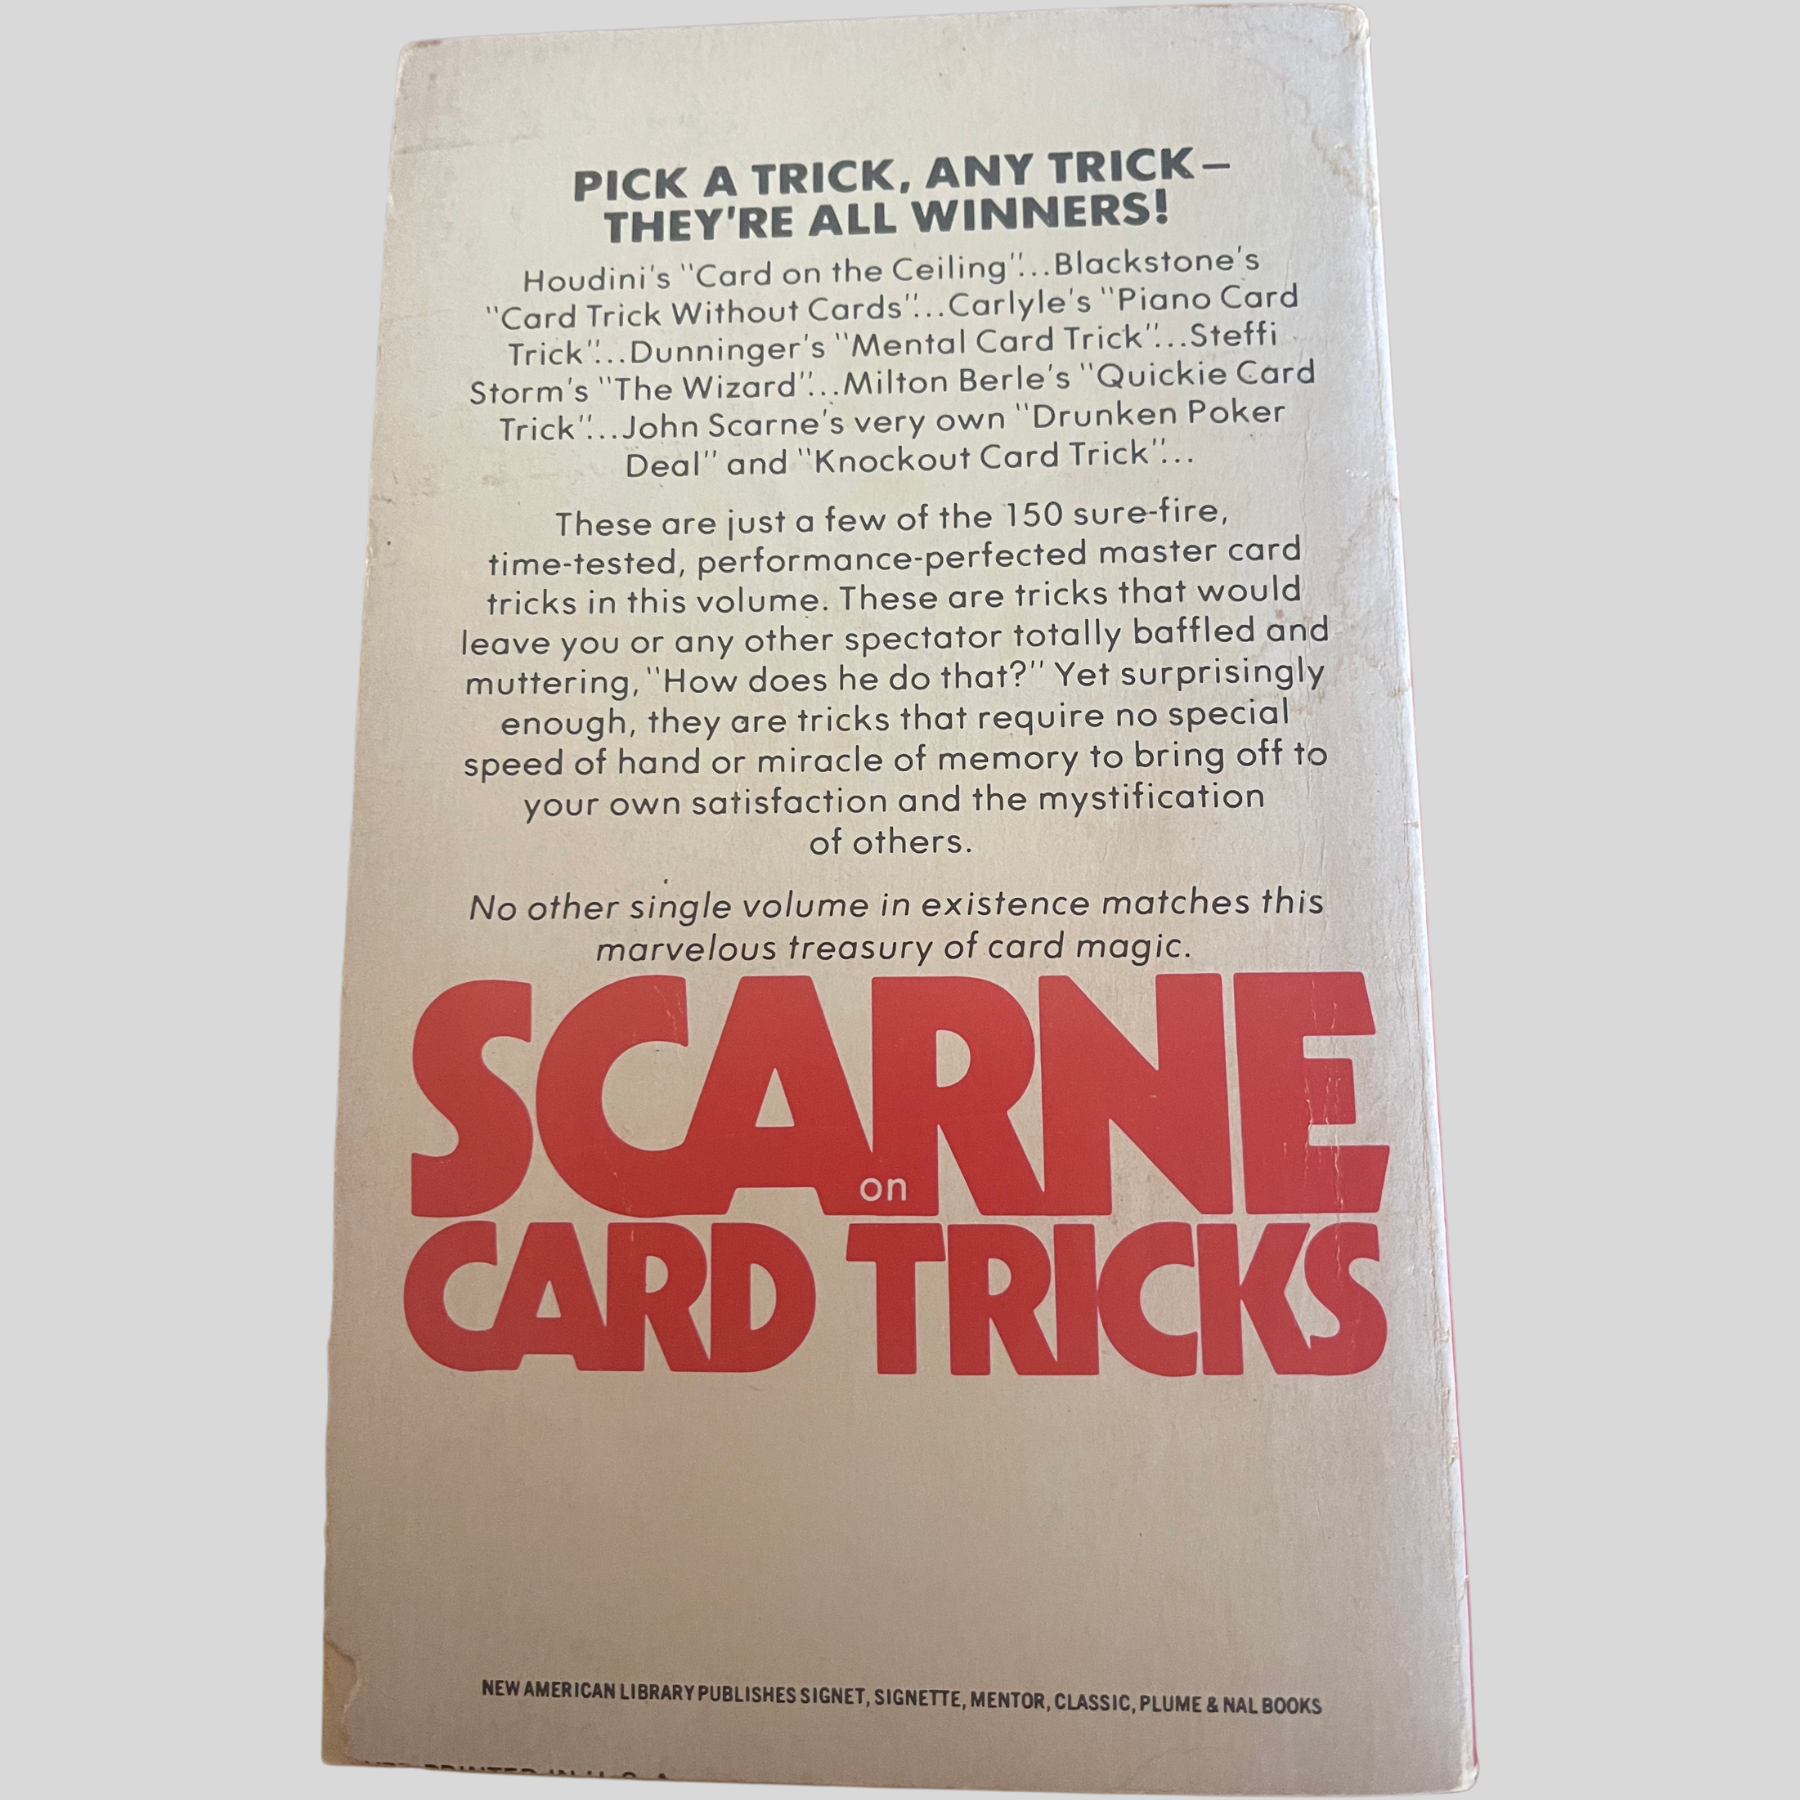 PICK A TRICK, ANY TRICK—
THEY'RE ALL WINNERS!
Houdini's "Card on the Ceiling"...Blackstone's
"Card Trick Without Cards"...Carlyle's "Piano Card
Trick"...Dunninger's "Mental Card Trick"...Steffi
Storm's "The Wizard"...Milton Berle's "Quickie Card
Trick"...John Scarne's very own "Drunken Poker
Deal" and "Knockout Card Trick"...
These are just a few of the 150 sure-fire,
time-tested, performance-perfected master card
tricks in this volume. These are tricks that would
leave you or any other spectator totally baffled and
muttering, "How does he do that?" Yet surprisingly
enough, they are tricks that require no special
speed of hand or miracle of memory to bring off to
your own satisfaction and the mystification
of others.
No other single volume in existence matches this
marvelous treasury of card magic.
SCARNE
on
CARD TRICKS
NEW AMERICAN LIBRARY PUBLISHES SIGNET, SIGNETTE, MENTOR, CLASSIC, PLUME & NAL BOOKS
PRINTED IN U.S.A.